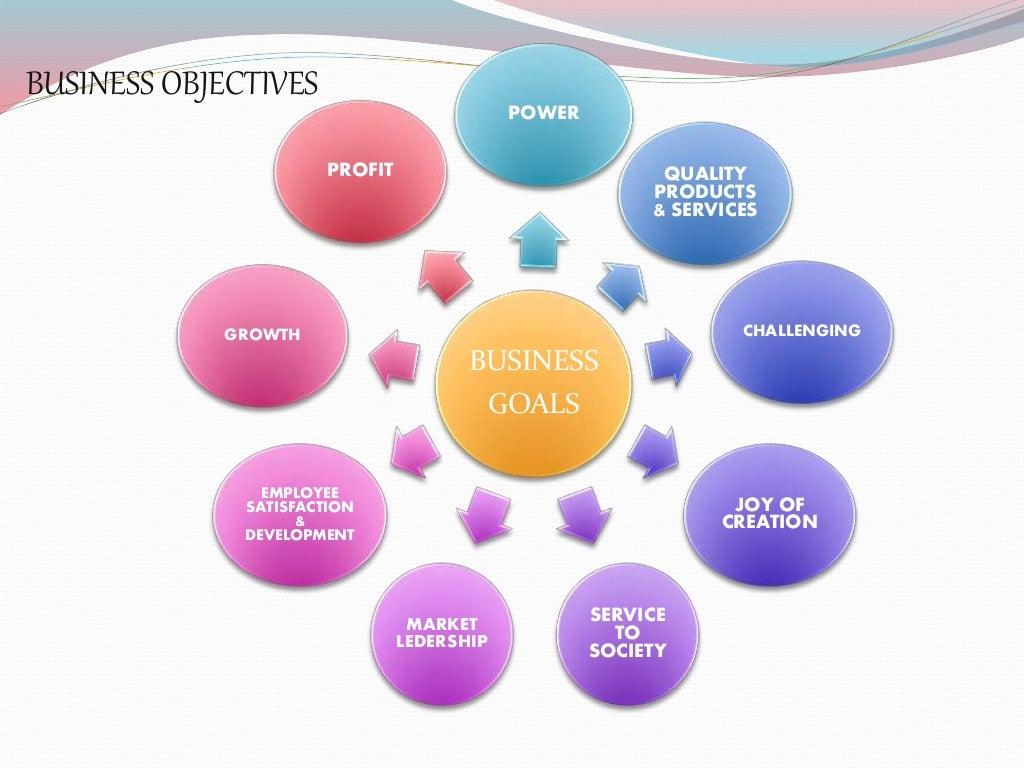 BUSINESS OBJECTIVES
POWER
PROFIT
QUALITY
PRODUCTS
& SERVICES
GROWTH
CHALLENGING
BUSINESS
GOALS
EMPLOYEE
SATISFACTION
&
DEVELOPMENT
JOY OF
CREATION
MARKET
LEDERSHIP
SERVICE
TO
SOCIETY